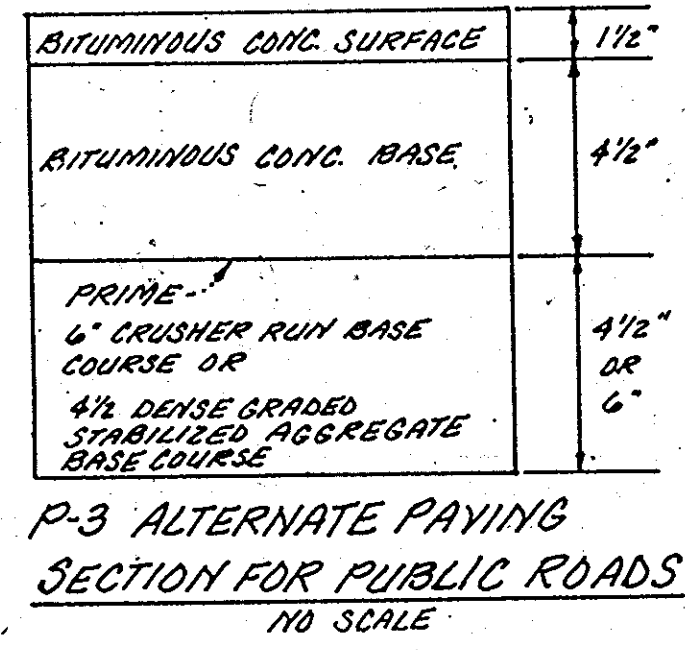 BITUMINOUS CONC. SURFACE 1½"
BITUMINOUS CONC. BASE. 4½"
PRIME
6" CRUSHER RUN BASE
COURSE OR
4½ DENSE GRADED
STABILIZED AGGREGATE
BASE COURSE
4½"
OR
6"
P-3 ALTERNATE PAVING
SECTION FOR PUBLIC ROADS
NO SCALE